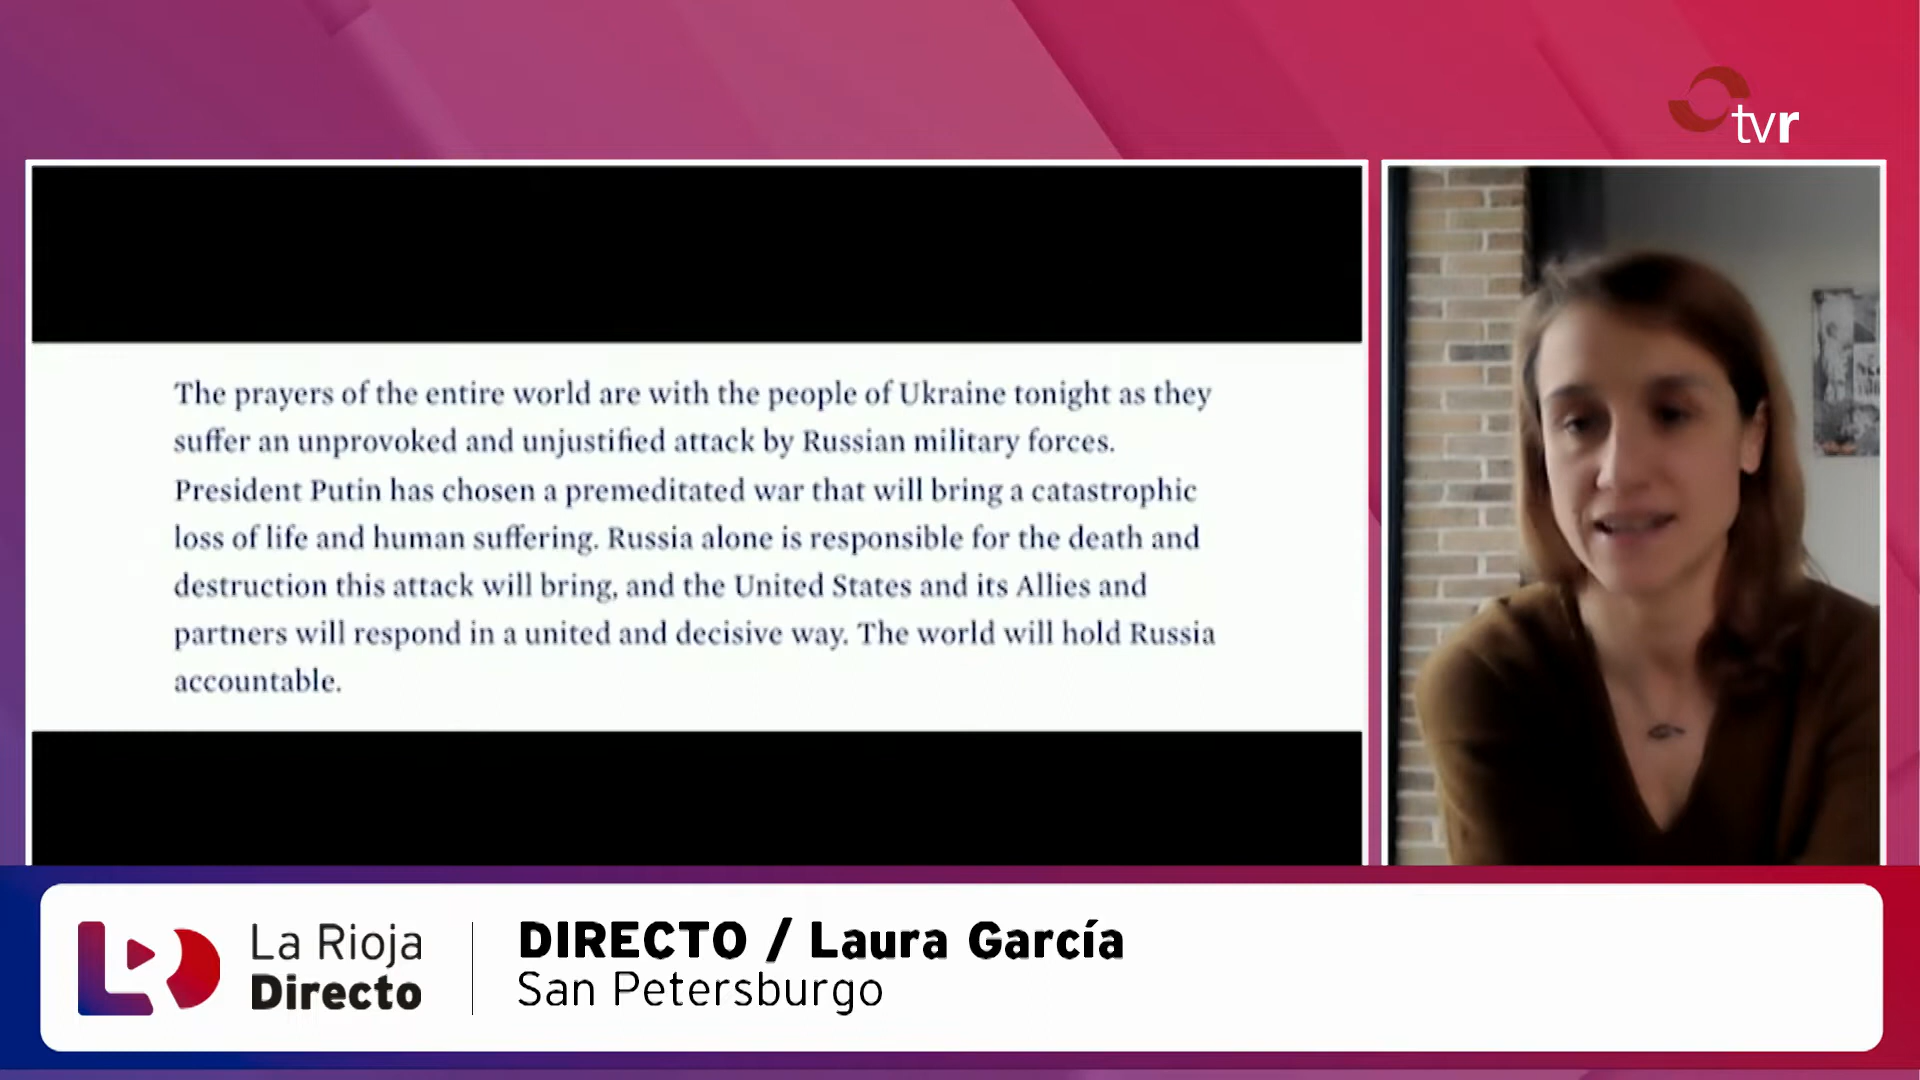 tvr
The prayers of the entire world are with the people of Ukraine tonight as they
suffer an unprovoked and unjustified attack by Russian military forces.
President Putin has chosen a premeditated war that will bring a catastrophic
loss of life and human suffering. Russia alone is responsible for the death and
destruction this attack will bring, and the United States and its Allies and
partners will respond in a united and decisive way. The world will hold Russia
accountable.
La Rioja
Directo
DIRECTO / Laura García
San Petersburgo